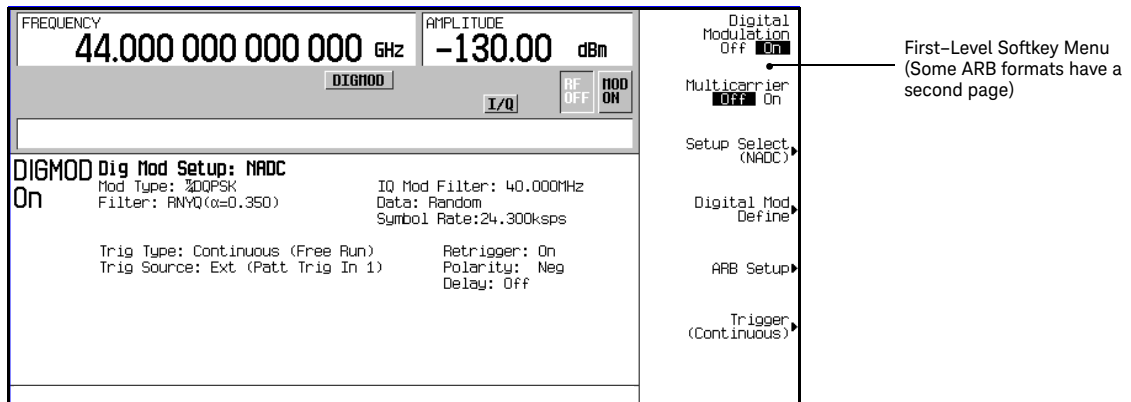 FREQUENCY
44.000 000 000 000 GHz
AMPLITUDE
-130.00 dBm
DIGMOD
I/Q
RF OFF
MOD ON
DIGMOD On
Dig Mod Setup: NADC
Mod Type: π/4DQPSK
Filter: RNYQ(α=0.350)
IQ Mod Filter: 40.000MHz
Data: Random
Symbol Rate:24.300ksps
Trig Type: Continuous (Free Run)
Trig Source: Ext (Patt Trig In 1)
Retrigger: On
Polarity: Neg
Delay: Off
Digital
Modulation
Off On
Multicarrier
Off On
Setup Select
(NADC)
Digital Mod
Define
ARB Setup
Trigger
(Continuous)
First-Level Softkey Menu
(Some ARB formats have a
second page)